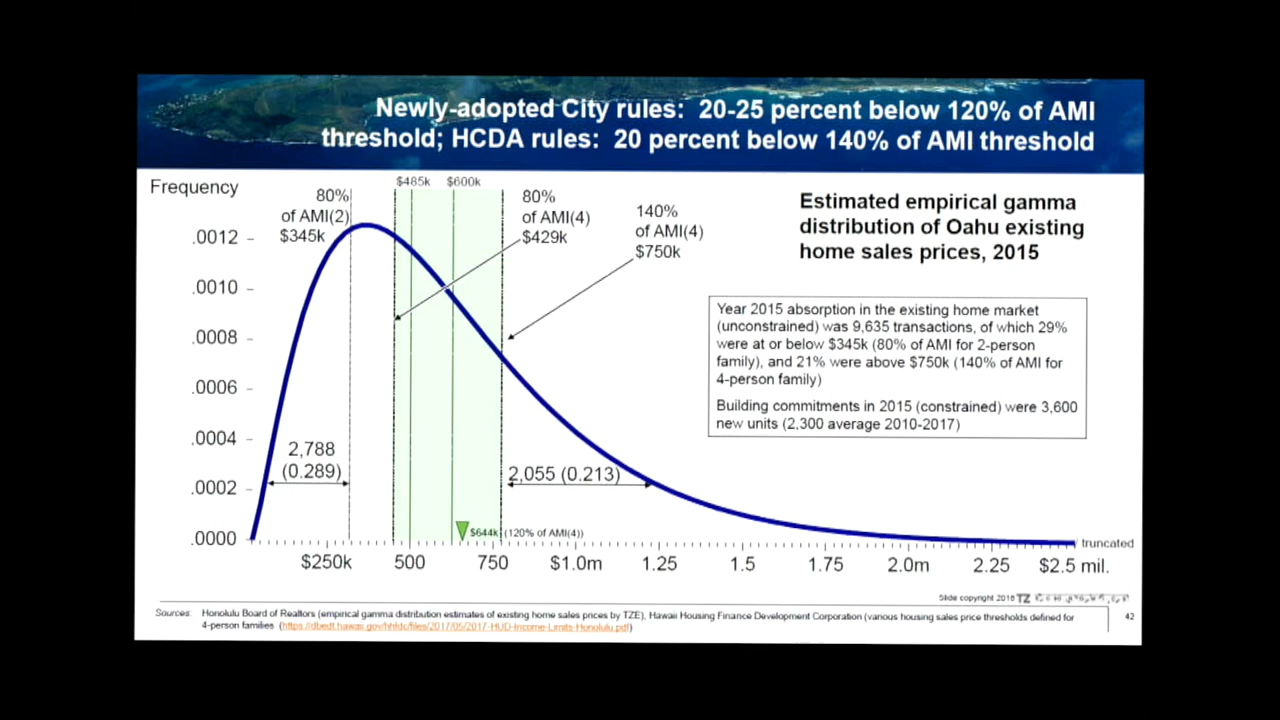 Newly-adopted City rules: 20-25 percent below 120% of AMI
threshold; HCDA rules: 20 percent below 140% of AMI threshold
Frequency
80%
of AMI(2)
$345k
$485k
$600k
80%
of AMI(4)
$429k
140%
of AMI(4)
$750k
Estimated empirical gamma
distribution of Oahu existing
home sales prices, 2015
.0012
.0010
.0008
.0006
.0004
.0002
.0000
Year 2015 absorption in the existing home market
(unconstrained) was 9,635 transactions, of which 29%
were at or below $345k (80% of AMI for 2-person
family), and 21% were above $750k (140% of AMI for
4-person family)
Building commitments in 2015 (constrained) were 3,600
new units (2,300 average 2010-2017)
2,788
(0.289)
2,055 (0.213)
$644k (120% of AMI(4))
truncated
$250k 500 750 $1.0m 1.25 1.5 1.75 2.0m 2.25 $2.5 mil.
Slide copyright 2018 TZ
Sources: Honolulu Board of Realtors (empirical gamma distribution estimates of existing home sales prices by TZE), Hawaii Housing Finance Development Corporation (various housing sales price thresholds defined for
4-person families (https://dbedt.hawaii.gov/hhfdc/files/2017/05/2017-HUD-Income-Limits-Honolulu.pdf)
42